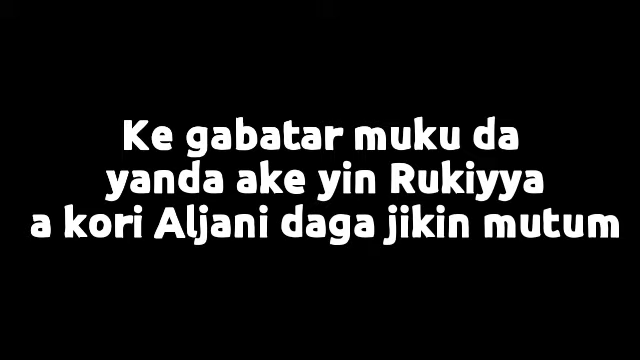 Ke gabatar muku da
yanda ake yin Rukiyya
a kori Aljani daga jikin mutum